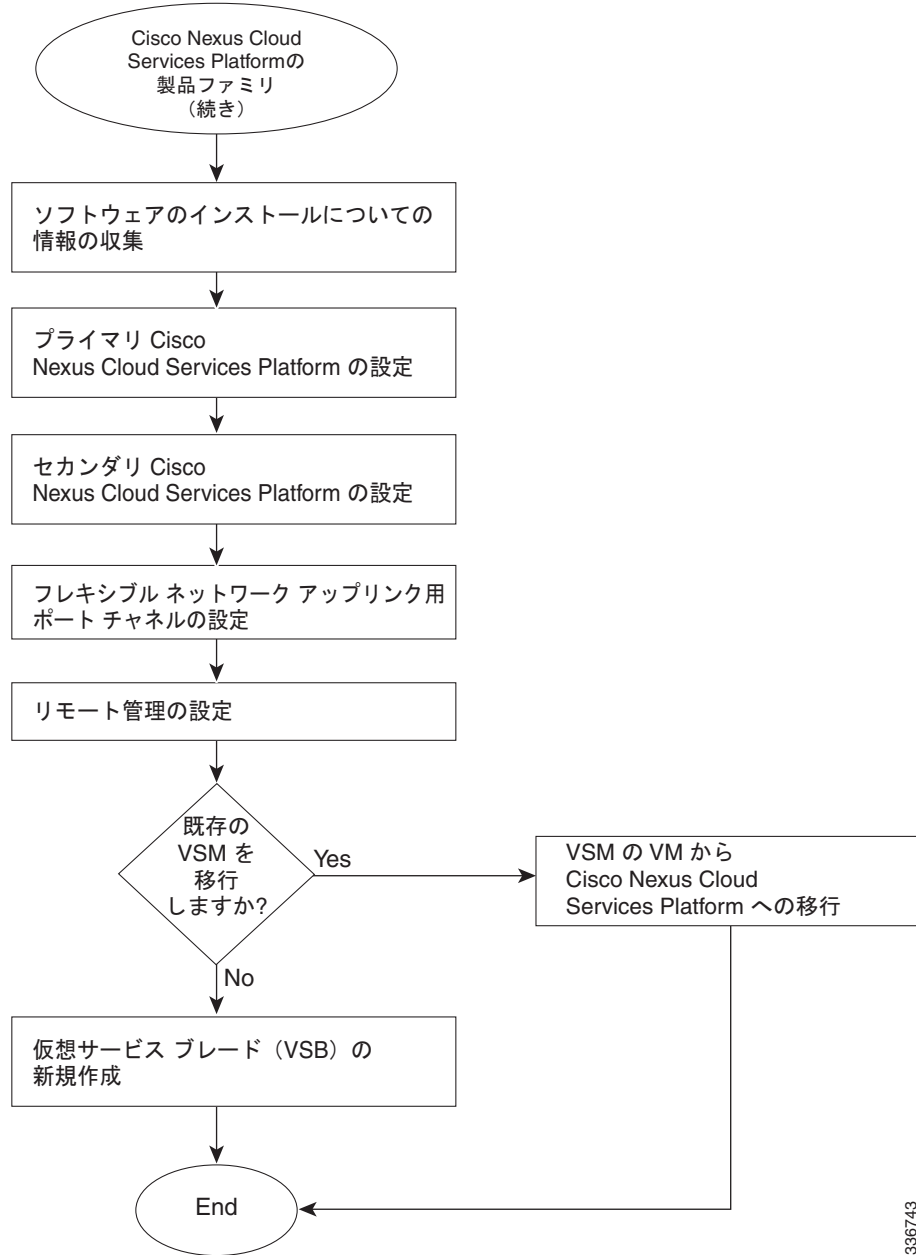 Cisco Nexus Cloud
Services Platformの
製品ファミリ
（続き）
ソフトウェアのインストールについての
情報の収集
プライマリ Cisco
Nexus Cloud Services Platform の設定
セカンダリ Cisco
Nexus Cloud Services Platform の設定
フレキシブル ネットワーク アップリンク用
ポート チャネルの設定
リモート管理の設定
既存の
VSM を
移行
しますか?
Yes
VSM の VM から
Cisco Nexus Cloud
Services Platform への移行
No
仮想サービス ブレード（VSB）の
新規作成
End
336743